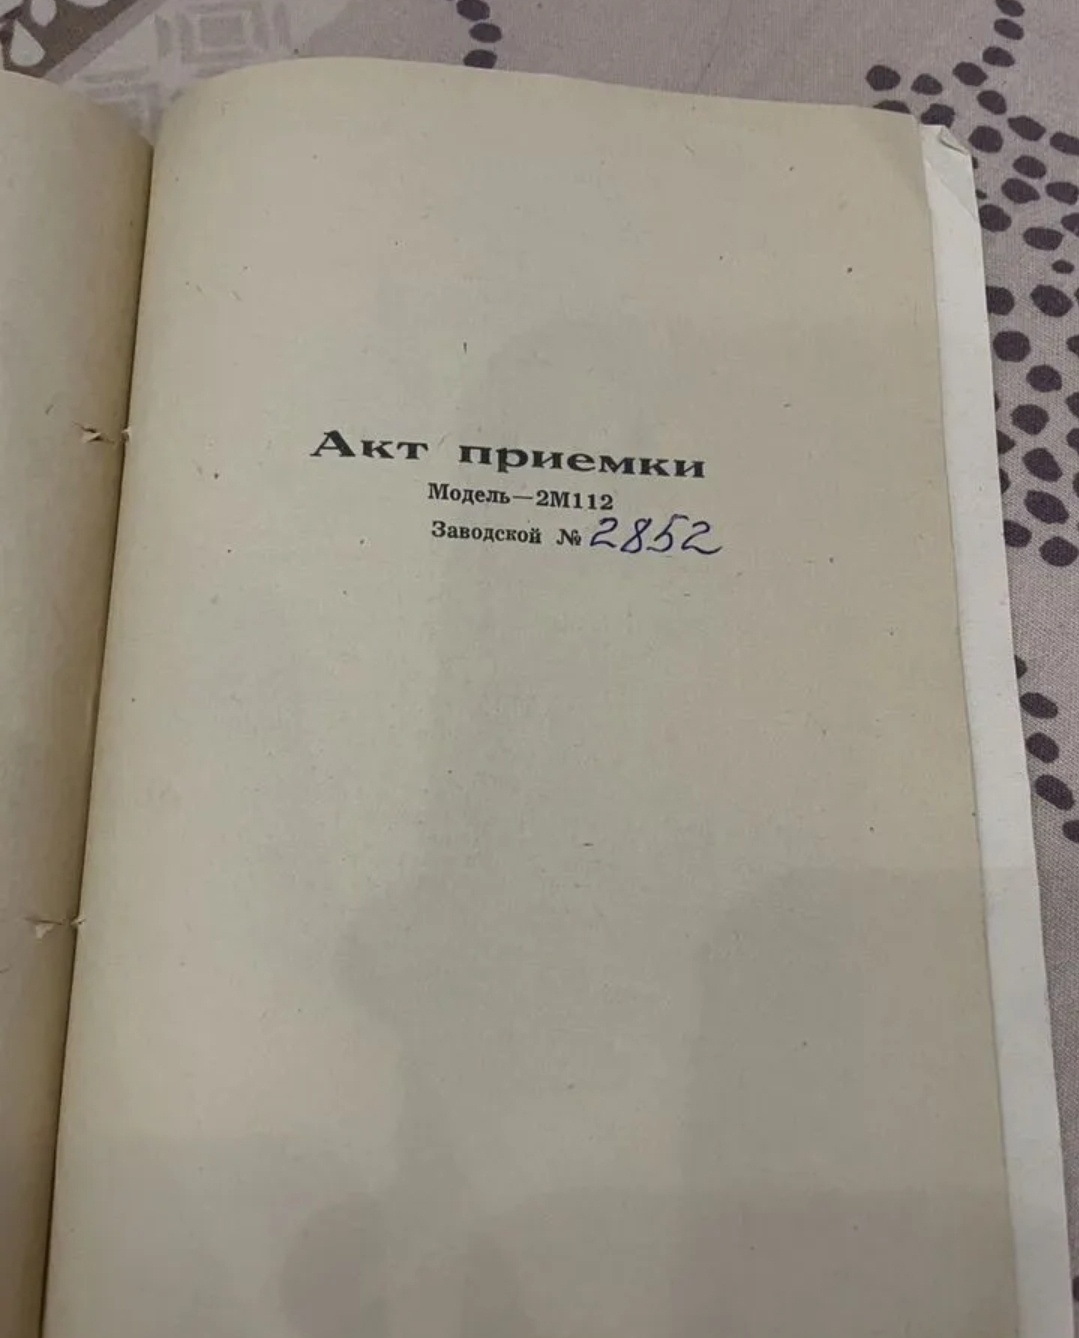 Акт приемки
Модель—2М112
Заводской № 2852